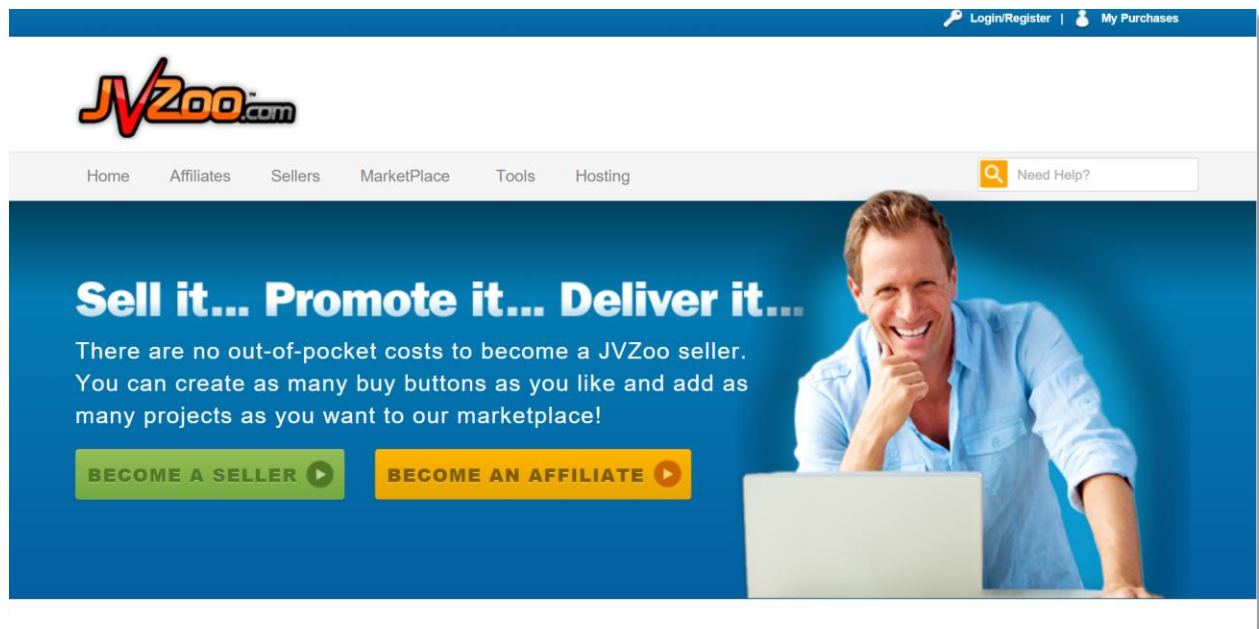 Login/Register | My Purchases
JVZoo.com™
Home Affiliates Sellers MarketPlace Tools Hosting Need Help?
Sell it... Promote it... Deliver it...
There are no out-of-pocket costs to become a JVZoo seller.
You can create as many buy buttons as you like and add as
many projects as you want to our marketplace!
BECOME A SELLER BECOME AN AFFILIATE